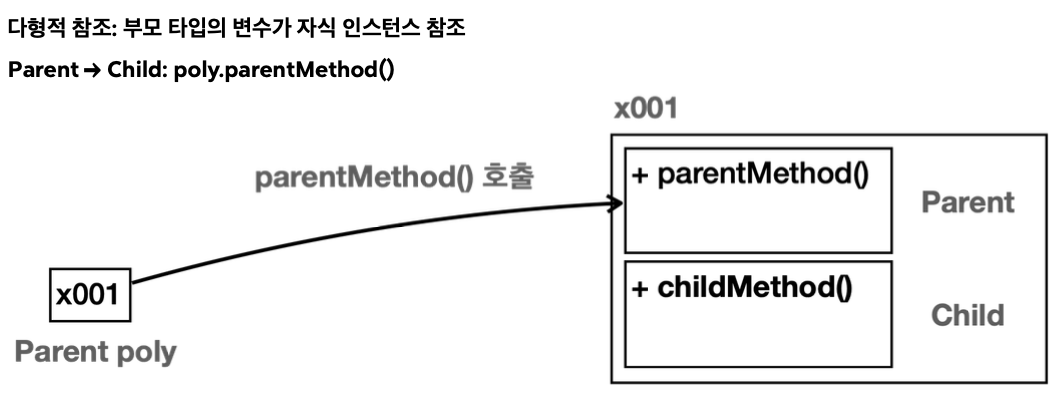 다형적 참조: 부모 타입의 변수가 자식 인스턴스 참조
Parent → Child: poly.parentMethod()
x001
parentMethod() 호출
+ parentMethod()
Parent
x001
+ childMethod()
Child
Parent poly